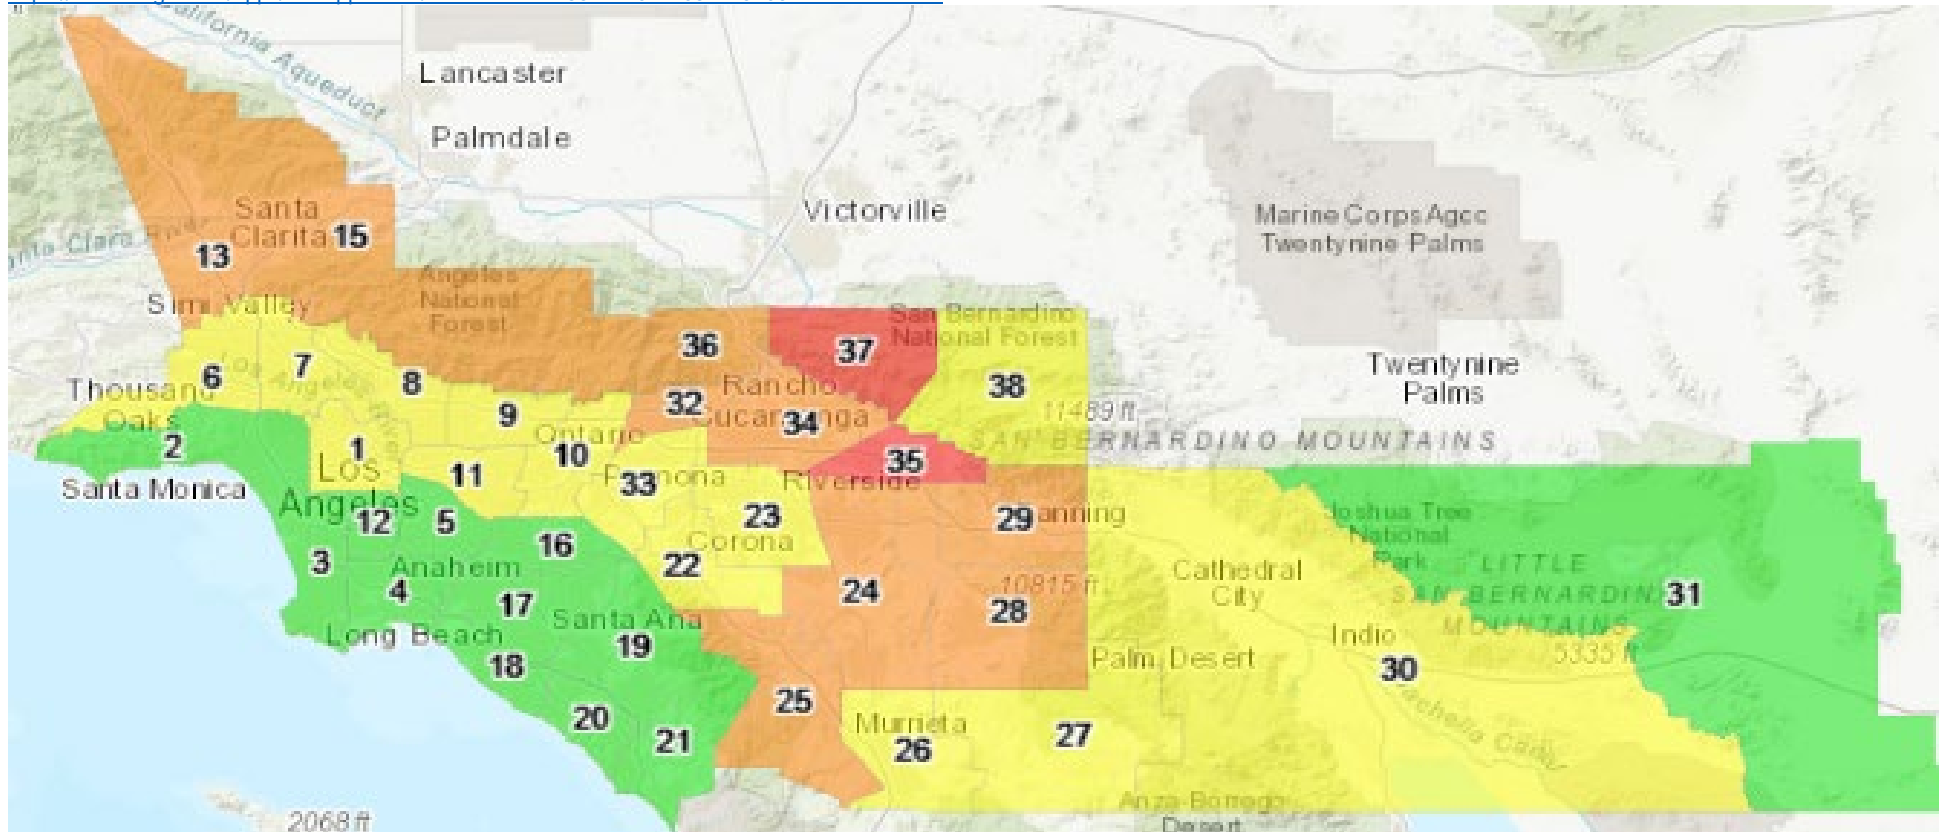 California Aqueduct
Lancaster
Palmdale
Santa
Clarita
15
13
Victorville
Marine Corps Agcc
Twentynine Palms
Angeles
National
Forest
Simi Valley
San Bernardino
National Forest
36
37
7
6
8
Thousand
Oaks
Los Angeles River
Rancho
Cucamonga
38
Twentynine
Palms
32
34
9
11489 ft
SAN BERNARDINO MOUNTAINS
2
1
Ontario
10
Los
Angeles
11
Pomona
33
35
Riverside
Santa Monica
12
5
23
29
Banning
Joshua Tree
National
Park
Corona
16
3
Anaheim
22
LITTLE
SAN BERNARDINO
MOUNTAINS
31
Cathedral
City
4
17
24
10815 ft
28
Long Beach
Santa Ana
19
Indio
5335 ft
18
Palm Desert
30
25
20
21
Murrieta
26
27
Coachella Canal
Anza-Borrego
Desert
2068 ft